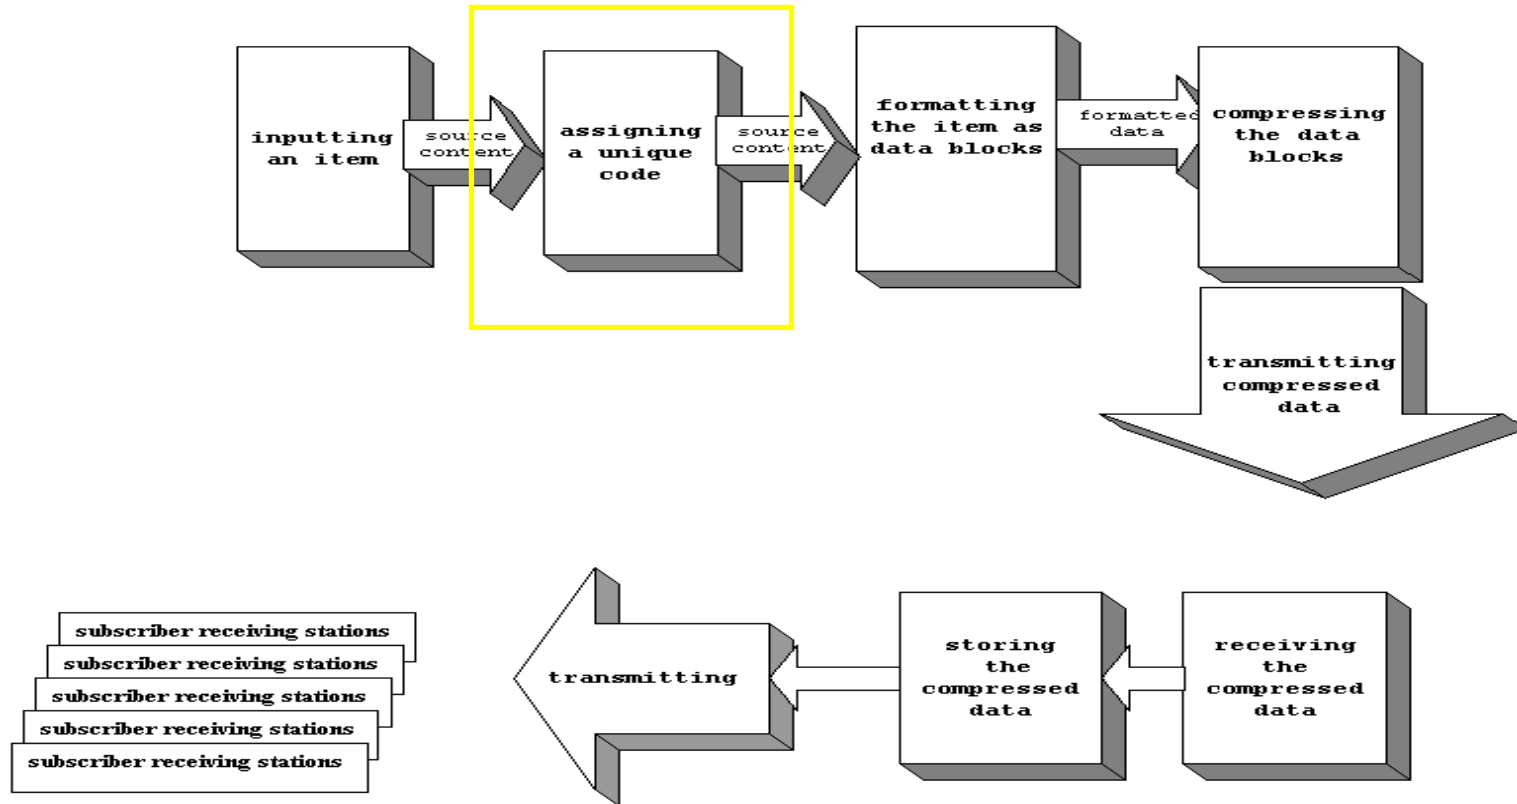 inputting
an item
source
content
assigning
a unique
code
source
content
formatting
the item as
data blocks
formatted
data
compressing
the data
blocks
transmitting
compressed
data
receiving
the
compressed
data
storing
the
compressed
data
transmitting
subscriber receiving stations
subscriber receiving stations
subscriber receiving stations
subscriber receiving stations
subscriber receiving stations